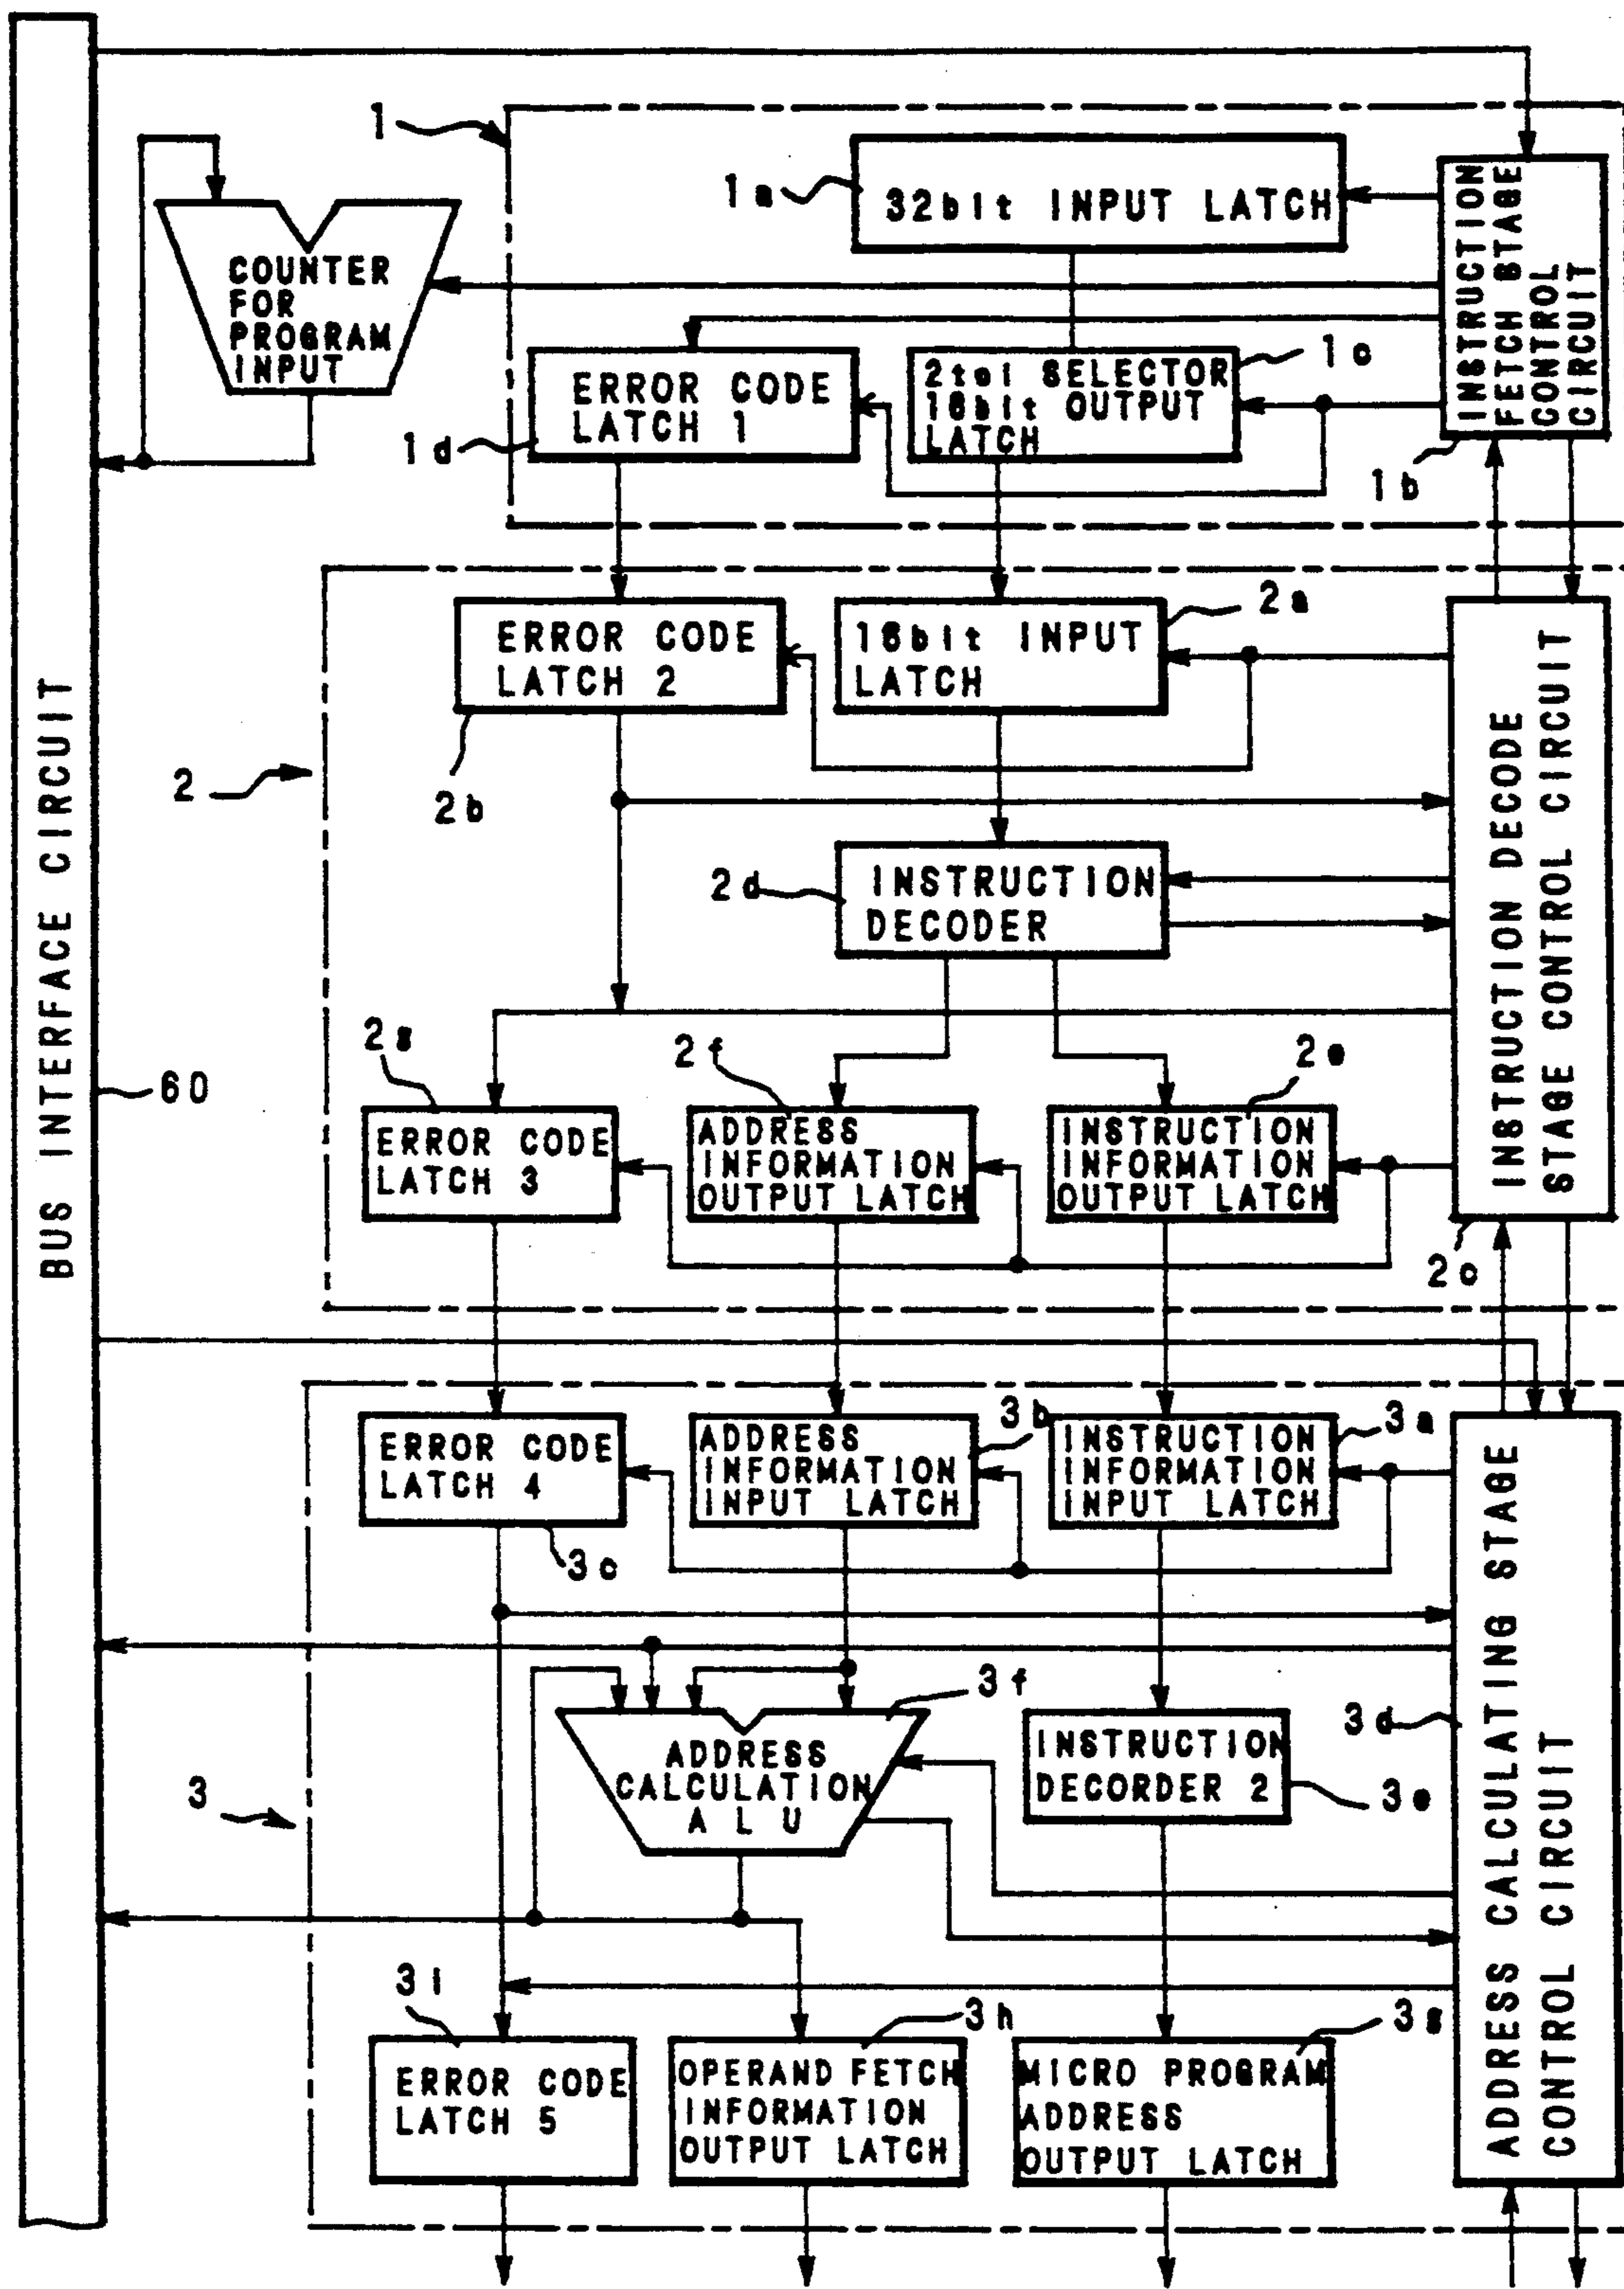 BUS INTERFACE CIRCUIT
60
1
1a
32bit INPUT LATCH
INSTRUCTION
FETCH STAGE
CONTROL
CIRCUIT
1b
COUNTER
FOR
PROGRAM
INPUT
ERROR CODE
LATCH 1
1d
2to1 SELECTOR
16bit OUTPUT
LATCH
1c
2
ERROR CODE
LATCH 2
2b
16bit INPUT
LATCH
2a
INSTRUCTION DECODE
STAGE CONTROL CIRCUIT
2c
2d
INSTRUCTION
DECODER
2g
ERROR CODE
LATCH 3
2f
ADDRESS
INFORMATION
OUTPUT LATCH
2e
INSTRUCTION
INFORMATION
OUTPUT LATCH
3
ERROR CODE
LATCH 4
3c
ADDRESS
INFORMATION
INPUT LATCH
3b
INSTRUCTION
INFORMATION
INPUT LATCH
3a
ADDRESS CALCULATING STAGE
CONTROL CIRCUIT
3d
ADDRESS
CALCULATION
ALU
3f
INSTRUCTION
DECORDER 2
3e
3i
ERROR CODE
LATCH 5
3h
OPERAND FETCH
INFORMATION
OUTPUT LATCH
3g
MICRO PROGRAM
ADDRESS
OUTPUT LATCH